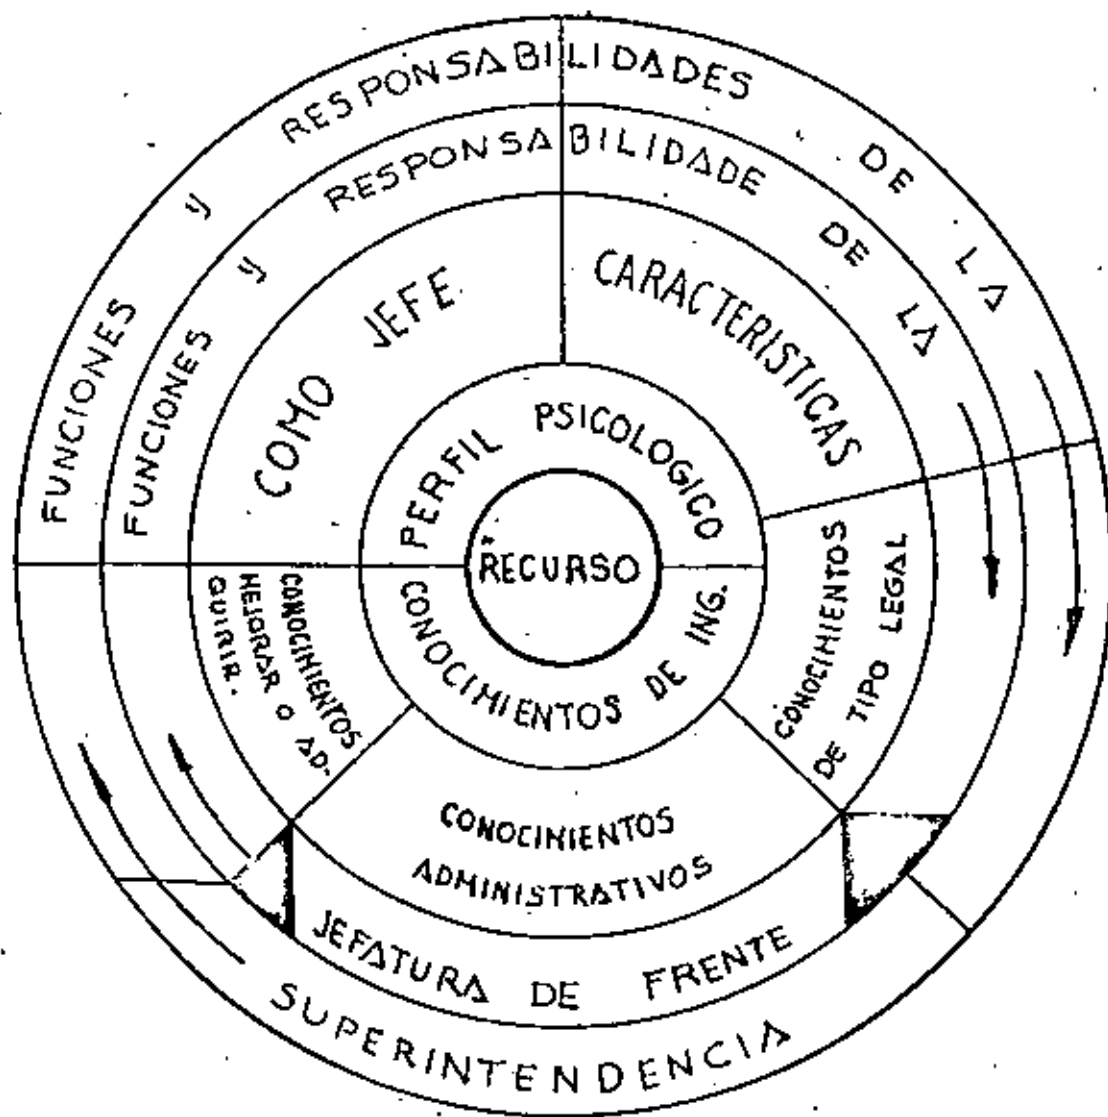 FUNCIONES Y RESPONSABILIDADES DE LA
SUPERINTENDENCIA
FUNCIONES Y RESPONSABILIDADE DE LA
JEFATURA DE FRENTE
COMO JEFE
CARACTERISTICAS
CONOCIMIENTOS
DE TIPO LEGAL
CONOCIMIENTOS
ADMINISTRATIVOS
CONOCIMIENTOS
MEJORAR O AD-
QUIRIR.
PERFIL PSICOLOGICO
CONOCIMIENTOS DE ING.
RECURSO